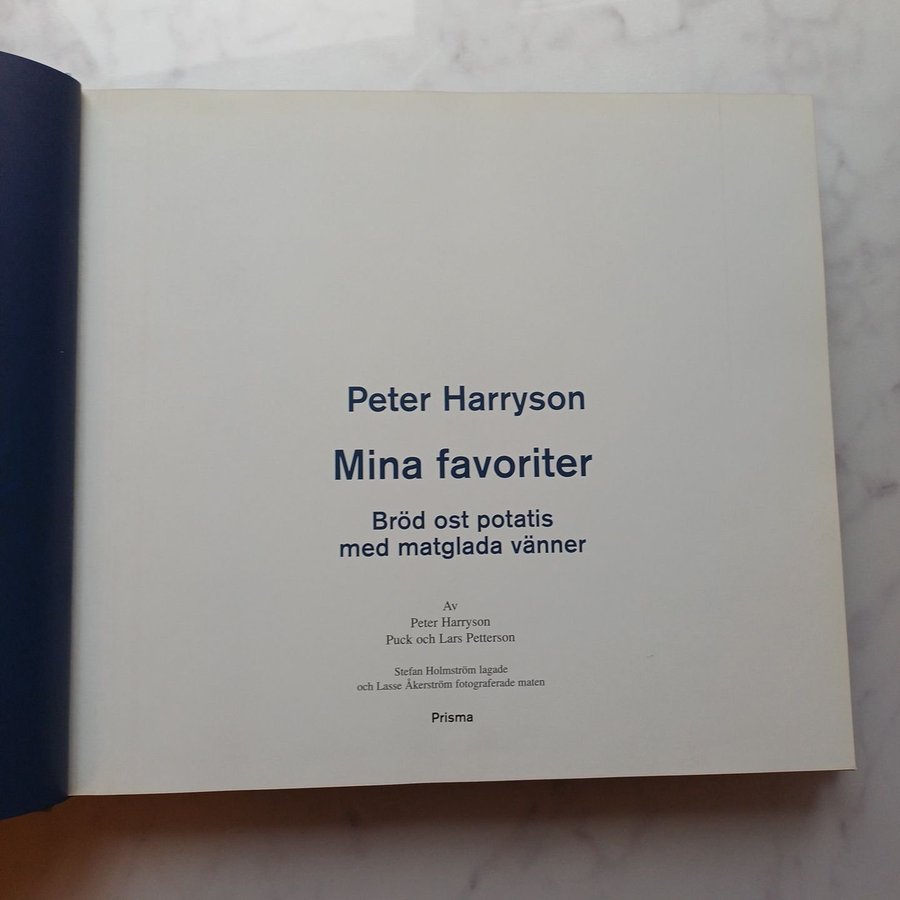 Peter Harryson
Mina favoriter
Bröd ost potatis
med matglada vänner
Av
Peter Harryson
Puck och Lars Petterson
Stefan Holmström lagade
och Lasse Åkerström fotograferade maten
Prisma